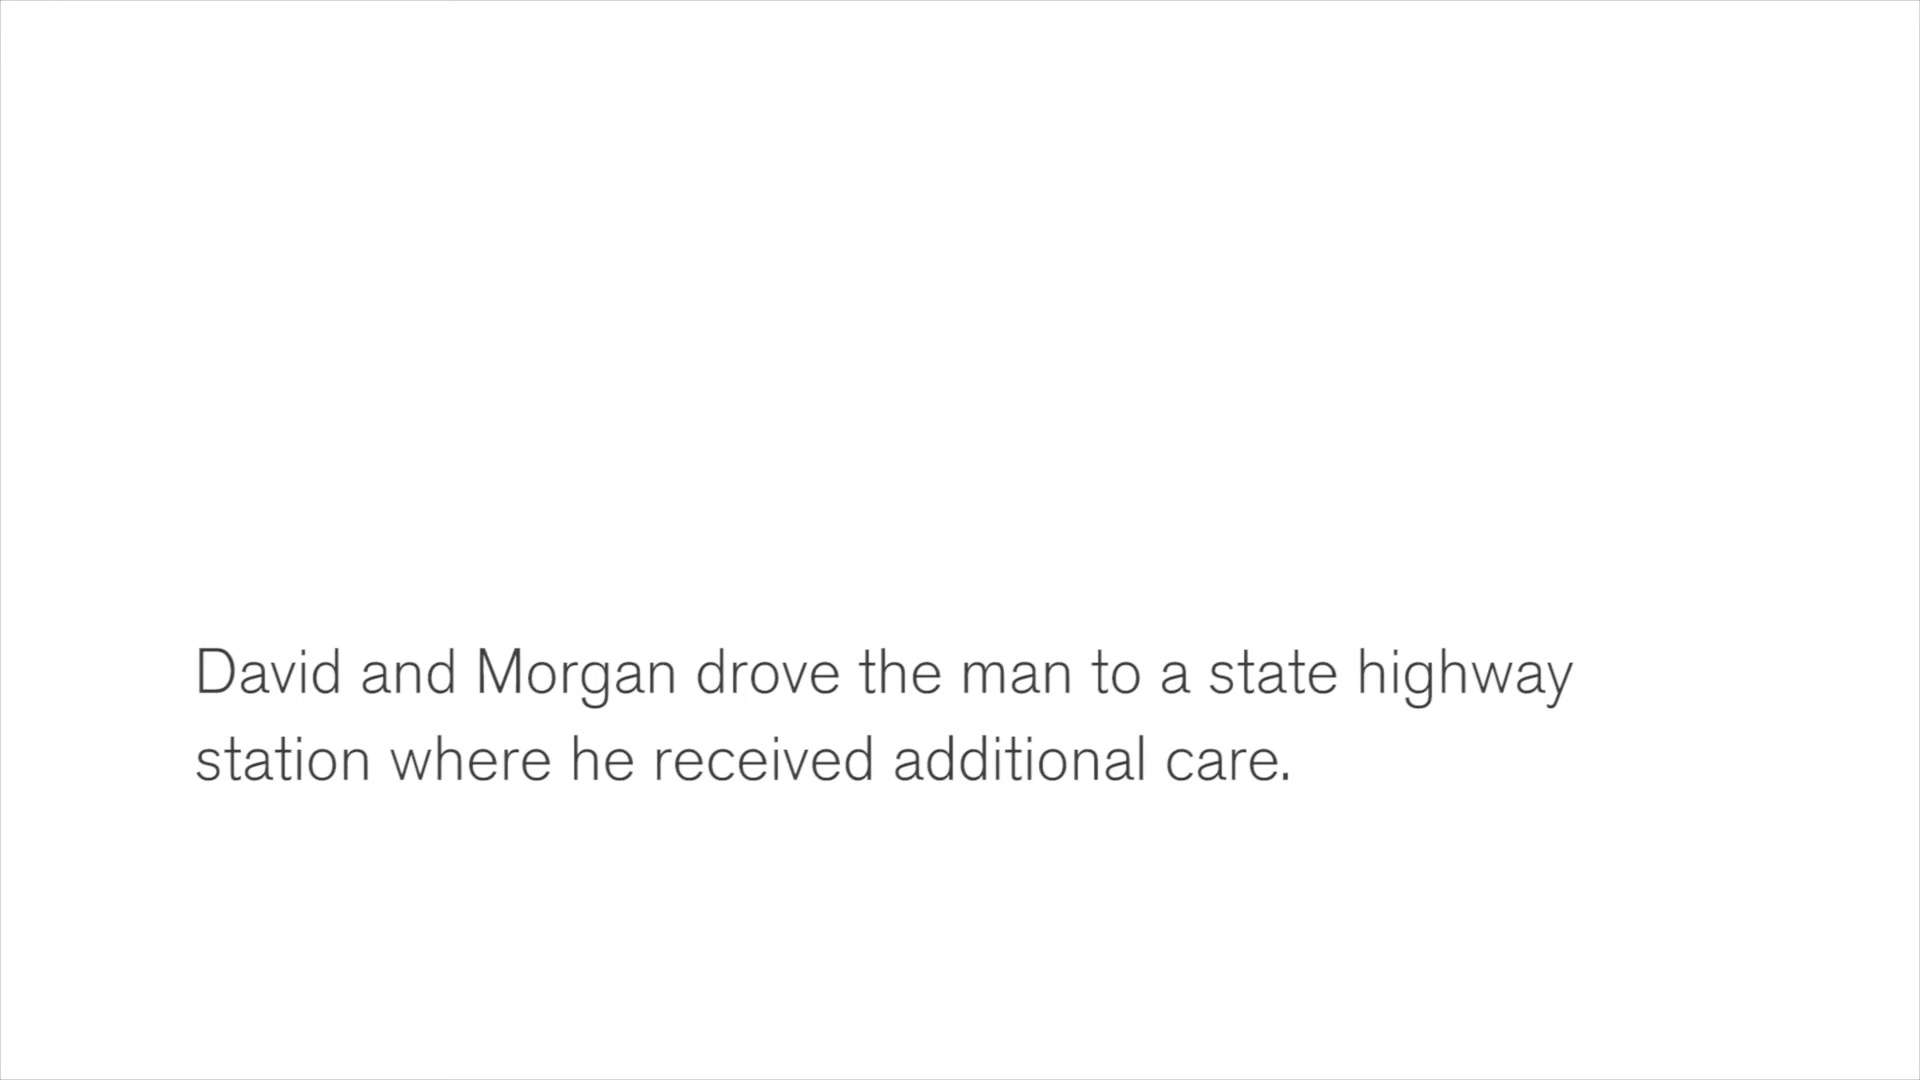 David and Morgan drove the man to a state highway
station where he received additional care.